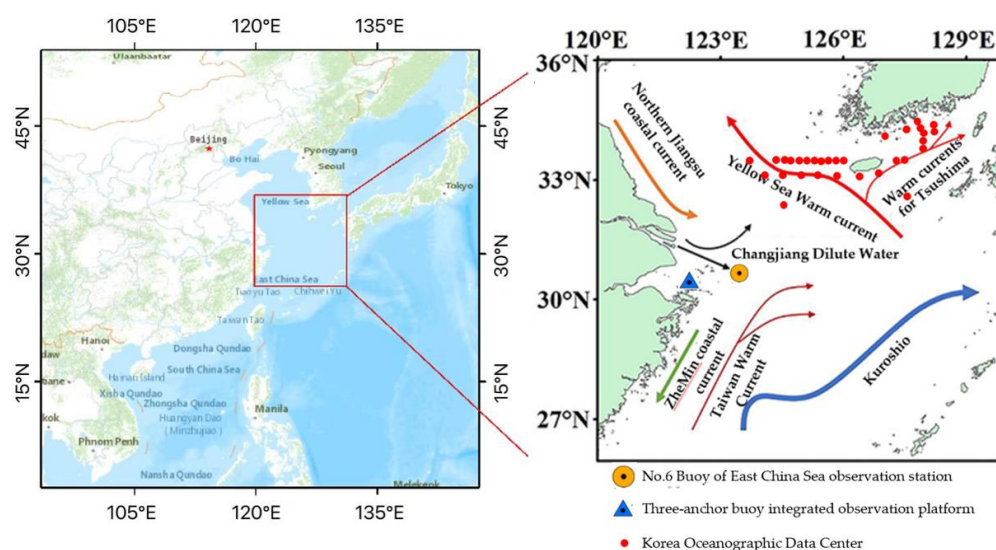 105°E 120°E 135°E
45°N
30°N
15°N
Ulaanbaatar
Beijing
Bo Hai
Pyongyang
Seoul
Tokyo
Yellow Sea
East China Sea
Tiaoyu Tao
Chihwei Yu
Taiwan Tao
Hanoi
Dongsha Qundao
Hainan Island
South China Sea
Xisha Qundao
Zhongsha Qundao
Huangyan Dao
(Minzhujiao)
Manila
Phnom Penh
Nansha Qundao
Melekeok
45°N
30°N
15°N
105°E 120°E 135°E
120°E 123°E 126°E 129°E
36°N
33°N
30°N
27°N
Northern Jiangsu
coastal current
Yellow Sea Warm current
Warm currents
for Tsushima
Changjiang Dilute Water
ZheMin coastal
current
Taiwan Warm
Current
Kuroshio
No.6 Buoy of East China Sea observation station
Three-anchor buoy integrated observation platform
Korea Oceanographic Data Center